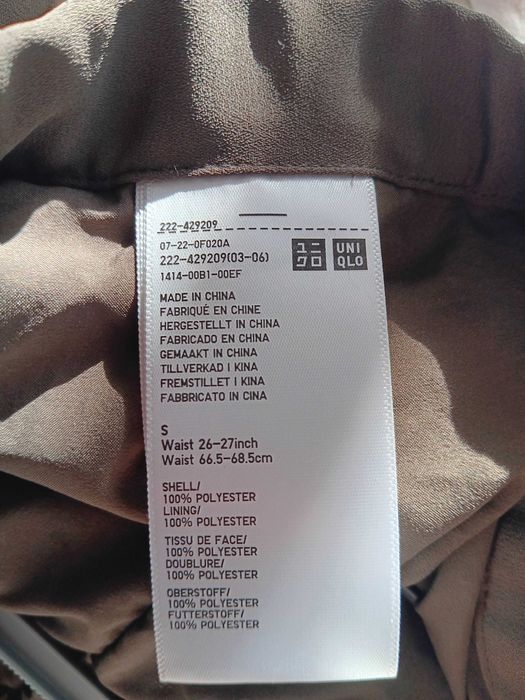 222-429209
07-22-0F020A
222-429209(03-06)
1414-00B1-00EF
ユニ
クロ
UNI
QLO
MADE IN CHINA
FABRIQUÉ EN CHINE
HERGESTELLT IN CHINA
FABRICADO EN CHINA
GEMAAKT IN CHINA
TILLVERKAD I KINA
FREMSTILLET I KINA
FABBRICATO IN CINA
S
Waist 26-27inch
Waist 66.5-68.5cm
SHELL/
100% POLYESTER
LINING/
100% POLYESTER
TISSU DE FACE/
100% POLYESTER
DOUBLURE/
100% POLYESTER
OBERSTOFF/
100% POLYESTER
FUTTERSTOFF/
100% POLYESTER